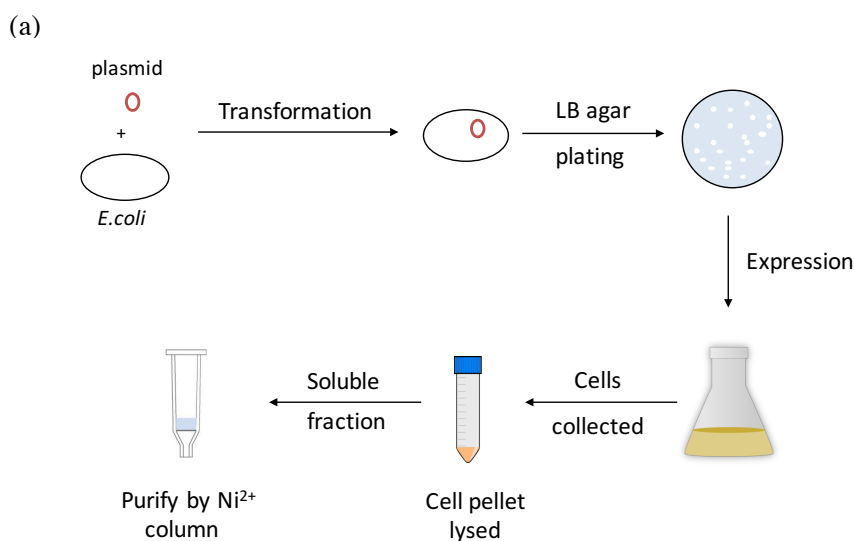 (a)
plasmid
+
E.coli
Transformation
LB agar
plating
Expression
Cells
collected
Cell pellet
lysed
Soluble
fraction
Purify by Ni²⁺
column